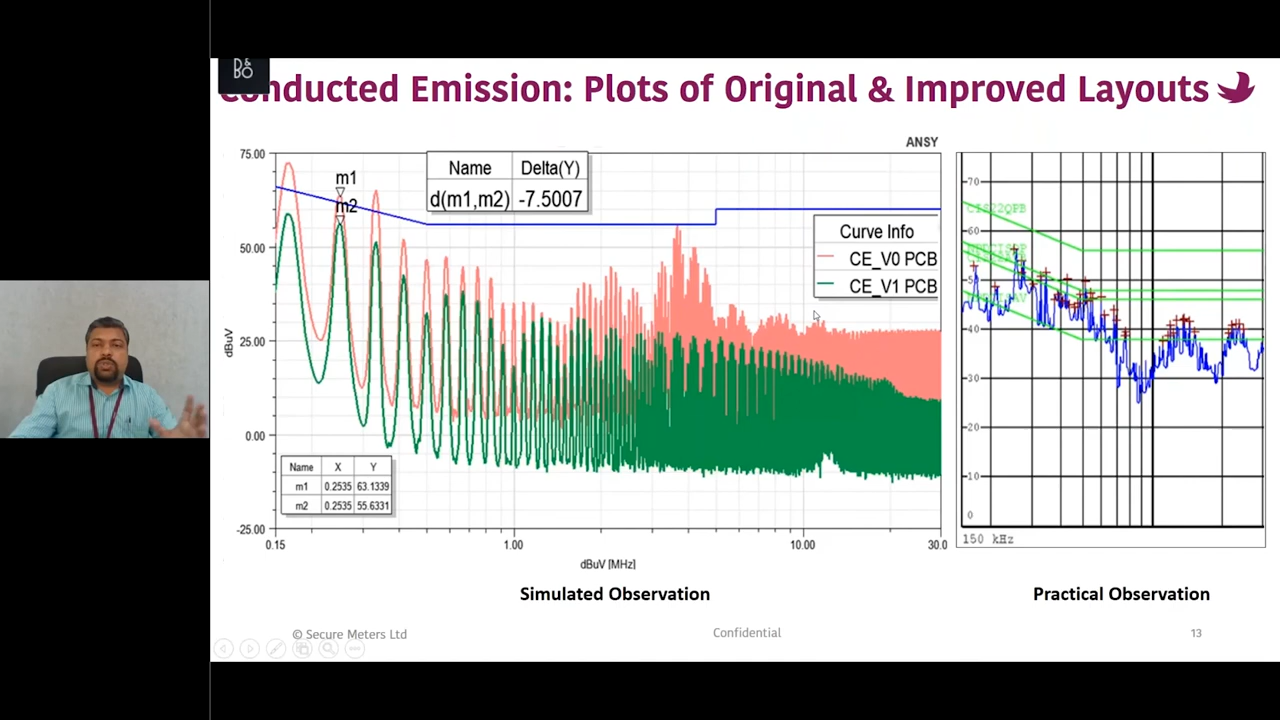 D&
BO
Conducted Emission: Plots of Original & Improved Layouts
ANSY
75.00
50.00
25.00
0.00
-25.00
dBuV
m1
m2
Name Delta(Y)
d(m1,m2) -7.5007
Curve Info
CE_V0 PCB
CE_V1 PCB
Name X Y
m1 0.2535 63.1339
m2 0.2535 55.6331
0.15 1.00 10.00 30.0
dBuV [MHz]
70
60
50
40
30
20
10
0
CIS22QPB
150 kHz
Simulated Observation
Practical Observation
© Secure Meters Ltd
Confidential
13